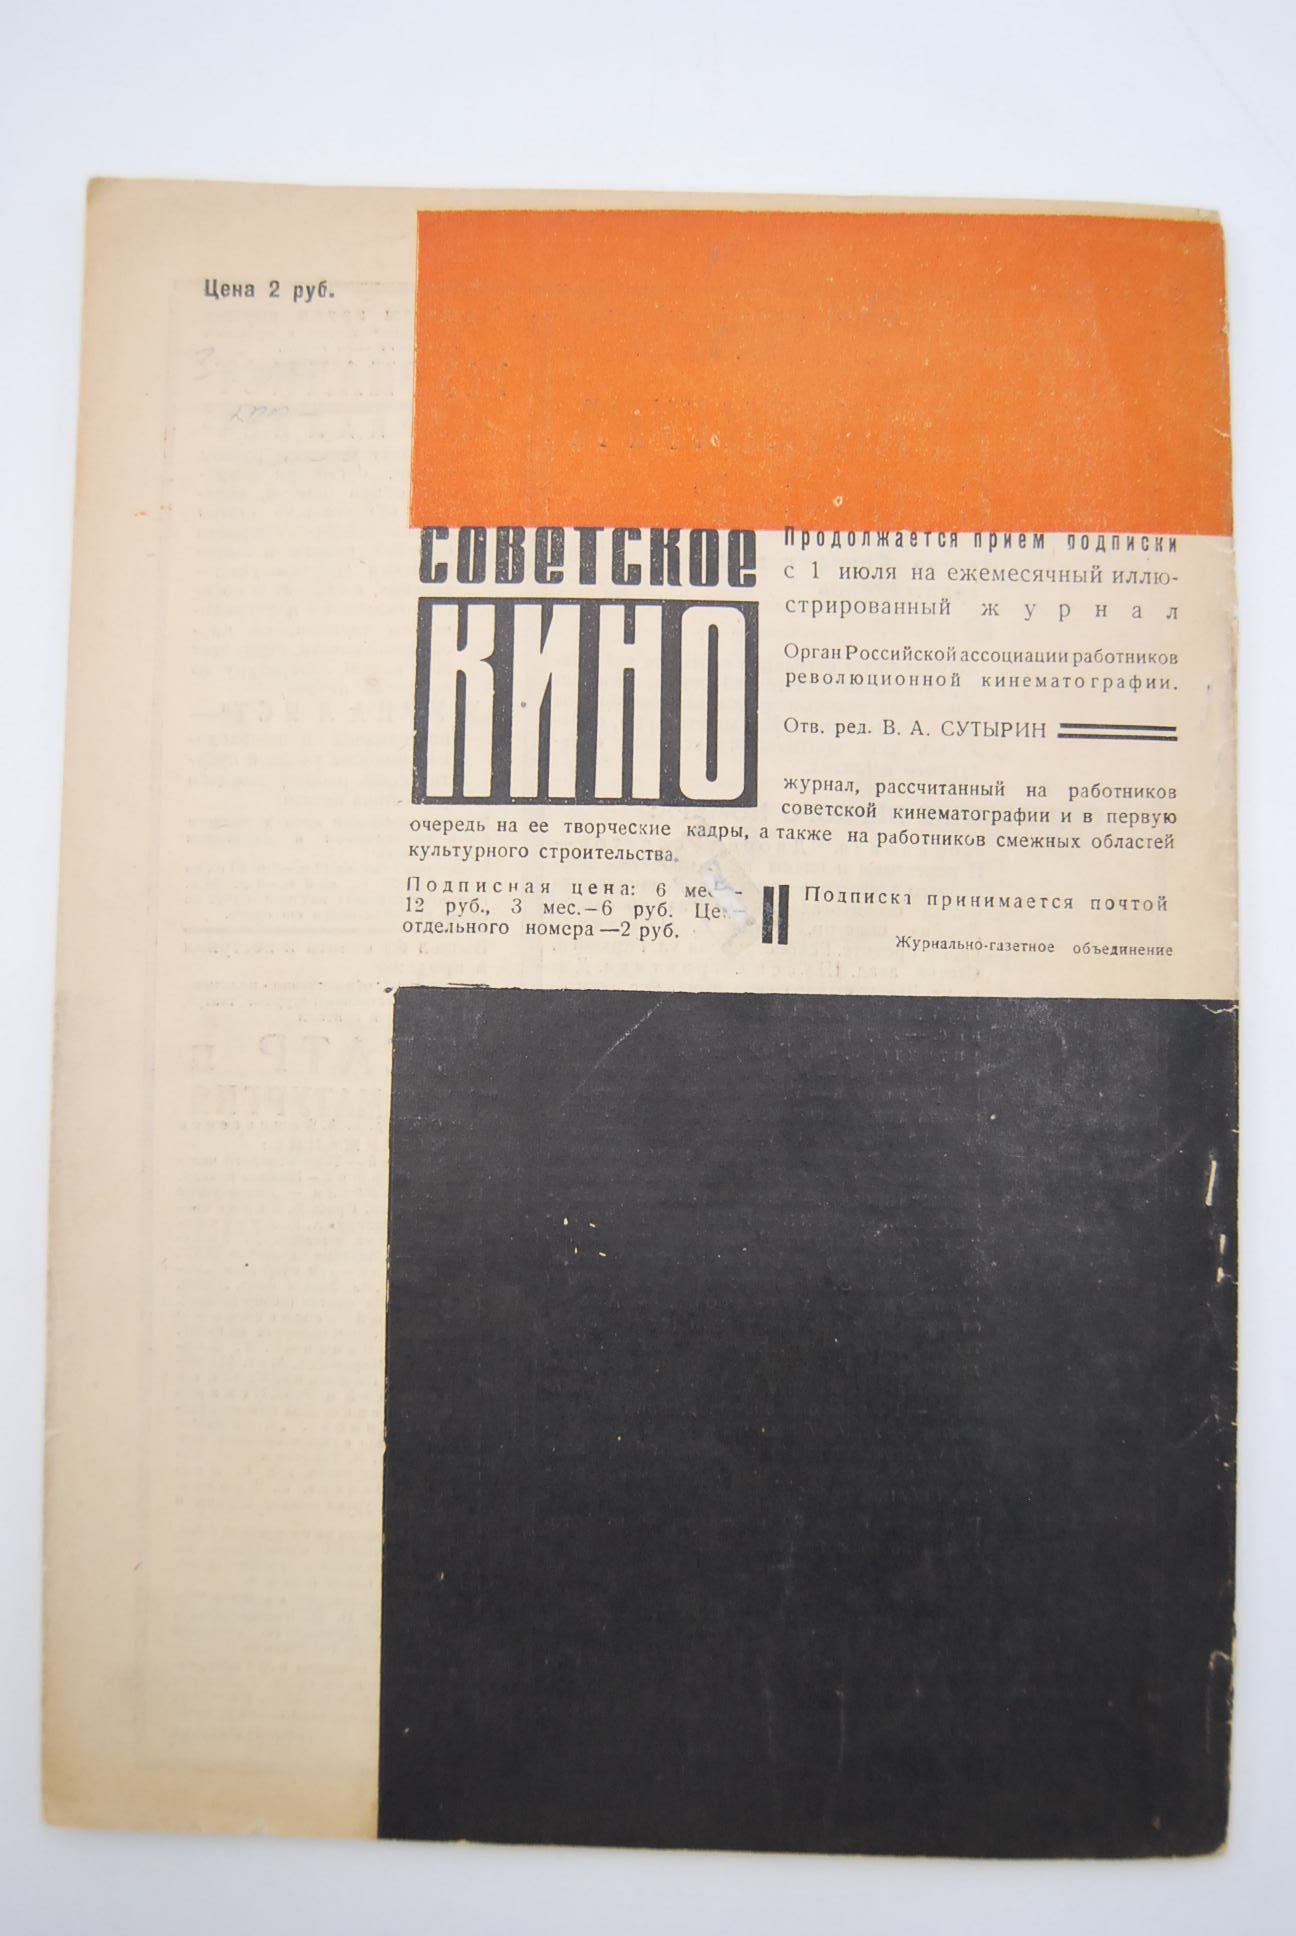 Цена 2 руб.
советское
КИНО
Продолжается прием подписки
с 1 июля на ежемесячный иллю-
стрированный журнал
Орган Российской ассоциации работников
революционной кинематографии.
Отв. ред. В. А. СУТЫРИН
журнал, рассчитанный на работников
советской кинематографии и в первую
очередь на ее творческие кадры, а также на работников смежных областей
культурного строительства.
Подписная цена: 6 мес.—
12 руб., 3 мес.—6 руб.
отдельного номера—2 руб.
Подписка принимается почтой
Журнально-газетное объединение